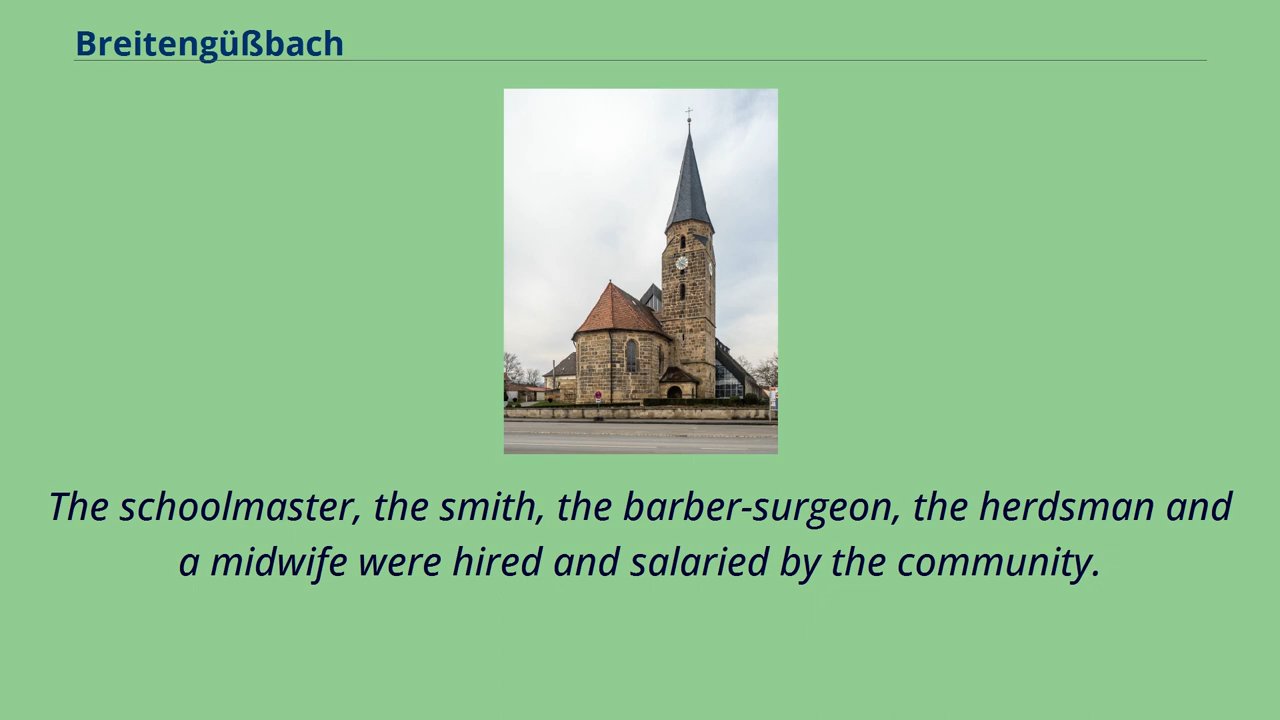 Breitengüßbach
The schoolmaster, the smith, the barber-surgeon, the herdsman and
a midwife were hired and salaried by the community.